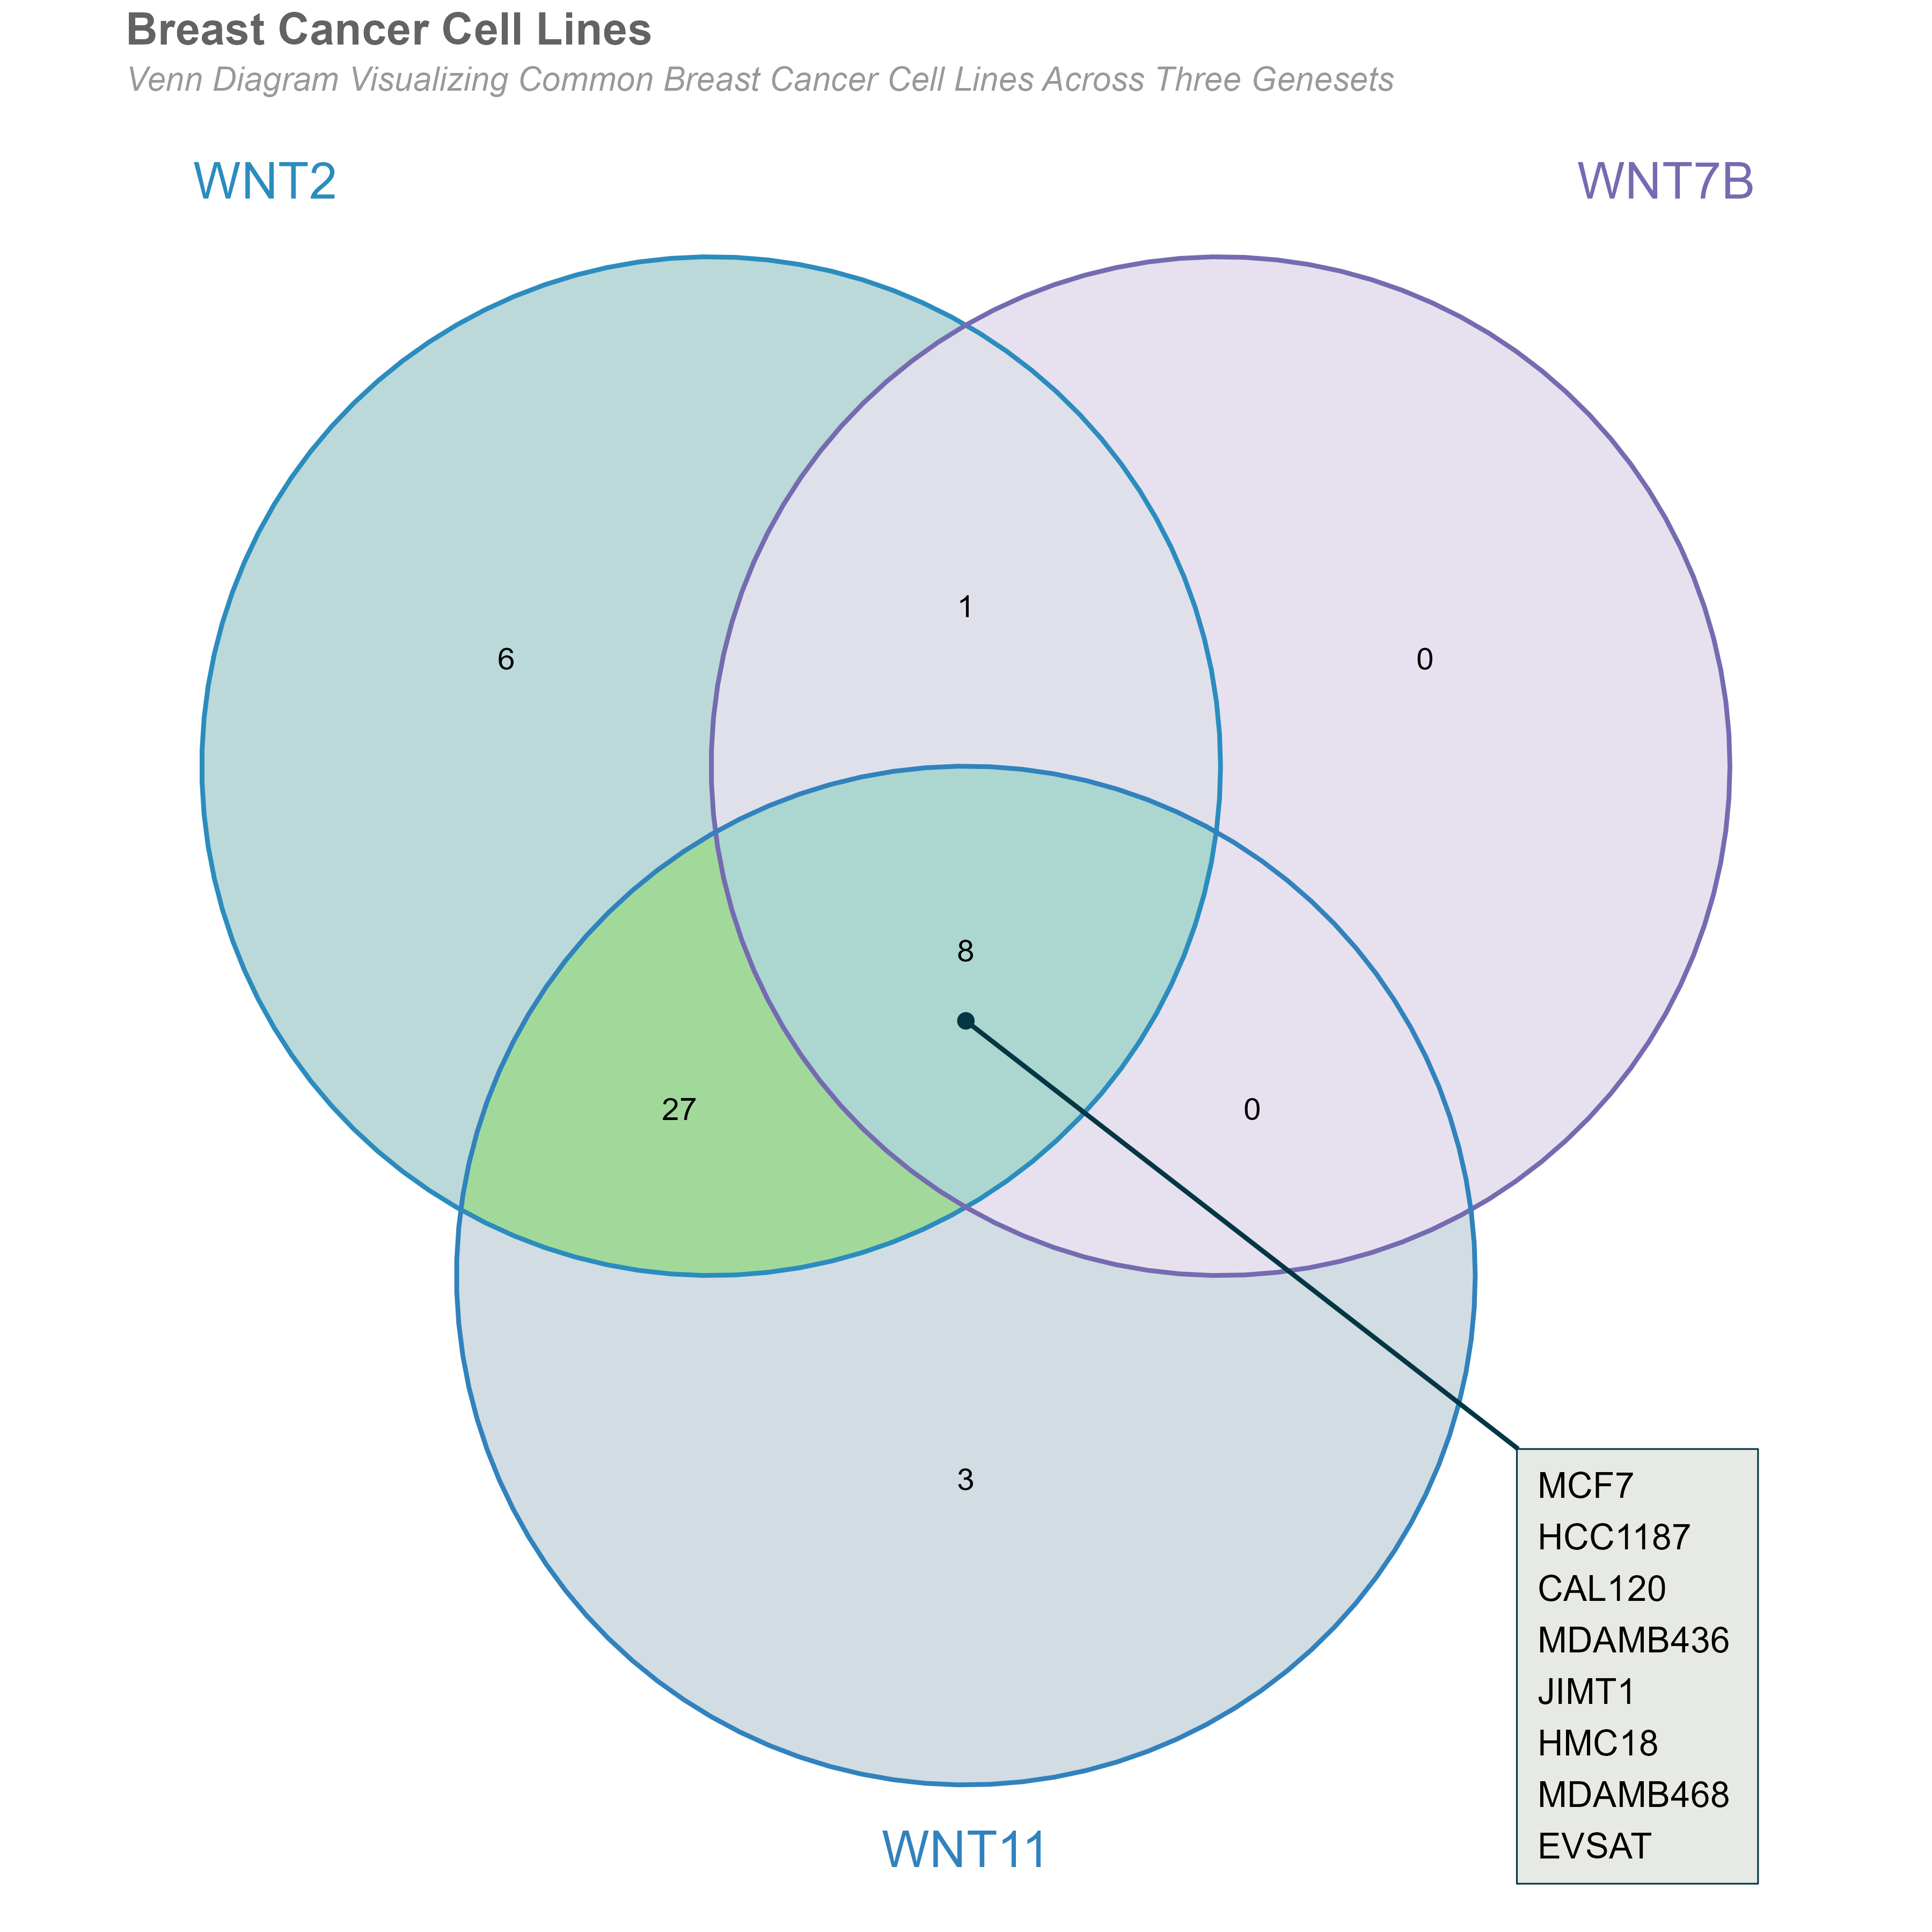 Breast Cancer Cell Lines
Venn Diagram Visualizing Common Breast Cancer Cell Lines Across Three Genesets
WNT2
WNT7B
1
6
0
8
27
0
3
MCF7
HCC1187
CAL120
MDAMB436
JIMT1
HMC18
MDAMB468
EVSAT
WNT11